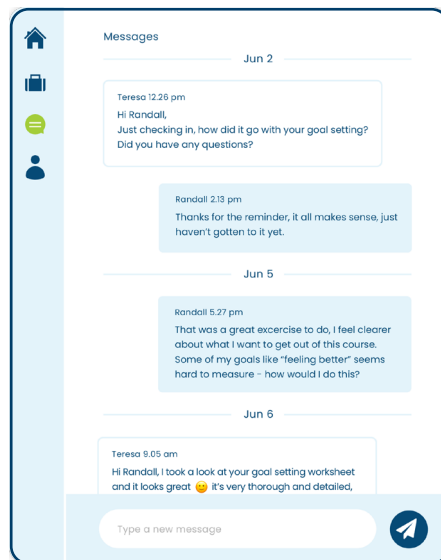 Messages
Jun 2
Teresa 12.26 pm
Hi Randall,
Just checking in, how did it go with your goal setting?
Did you have any questions?
Randall 2.13 pm
Thanks for the reminder, it all makes sense, just
haven't gotten to it yet.
Jun 5
Randall 5.27 pm
That was a great excercise to do, I feel clearer
about what I want to get out of this course.
Some of my goals like “feeling better” seems
hard to measure - how would I do this?
Jun 6
Teresa 9.05 am
Hi Randall, I took a look at your goal setting worksheet
and it looks great 🙂 it's very thorough and detailed,
Type a new message